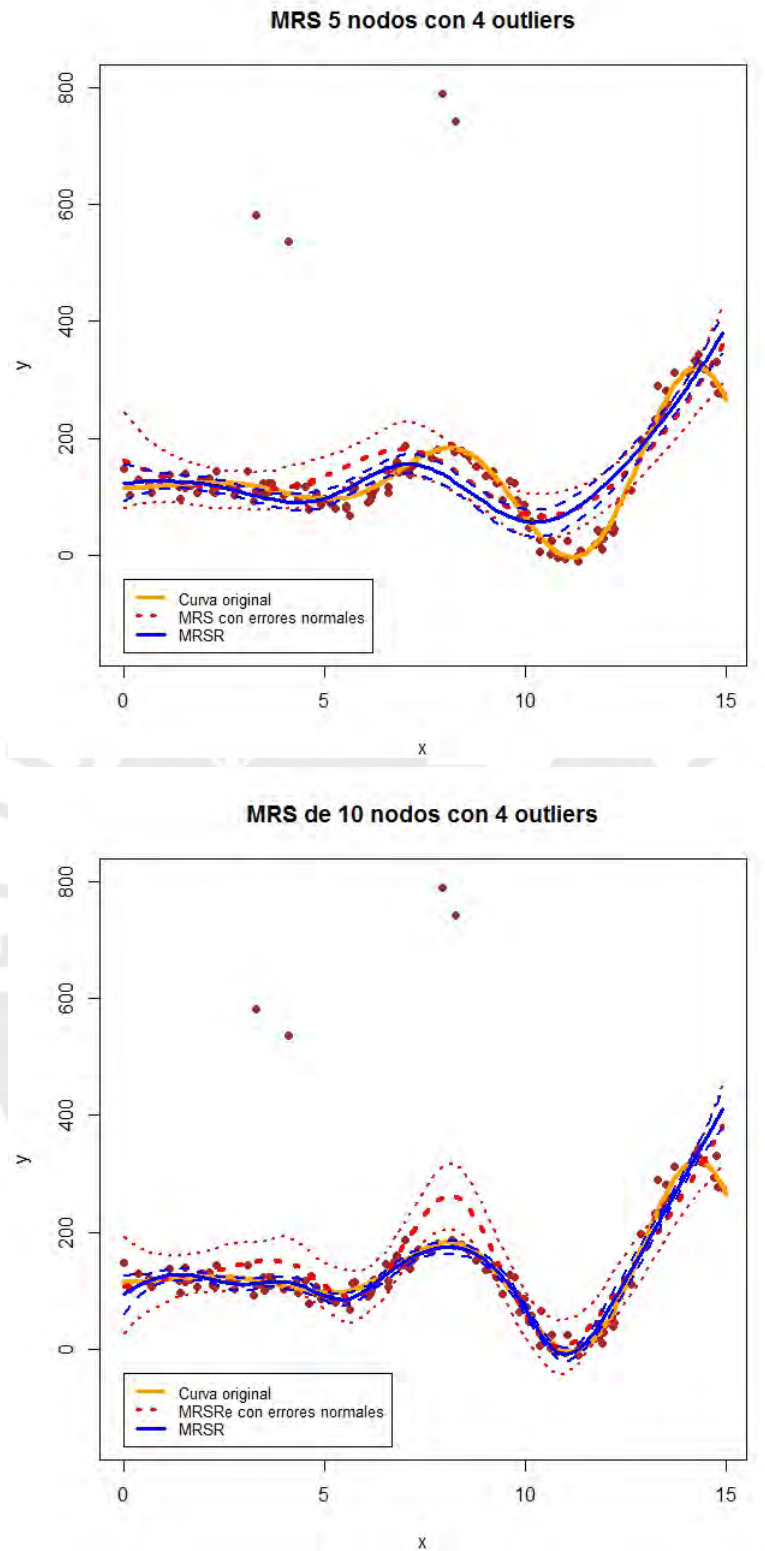 MRS 5 nodos con 4 outliers
800
600
400
200
0
y
Curva original
MRS con errores normales
MRSR
0 5 10 15
x
MRS de 10 nodos con 4 outliers
800
600
400
200
0
y
Curva original
MRSRe con errores normales
MRSR
0 5 10 15
x